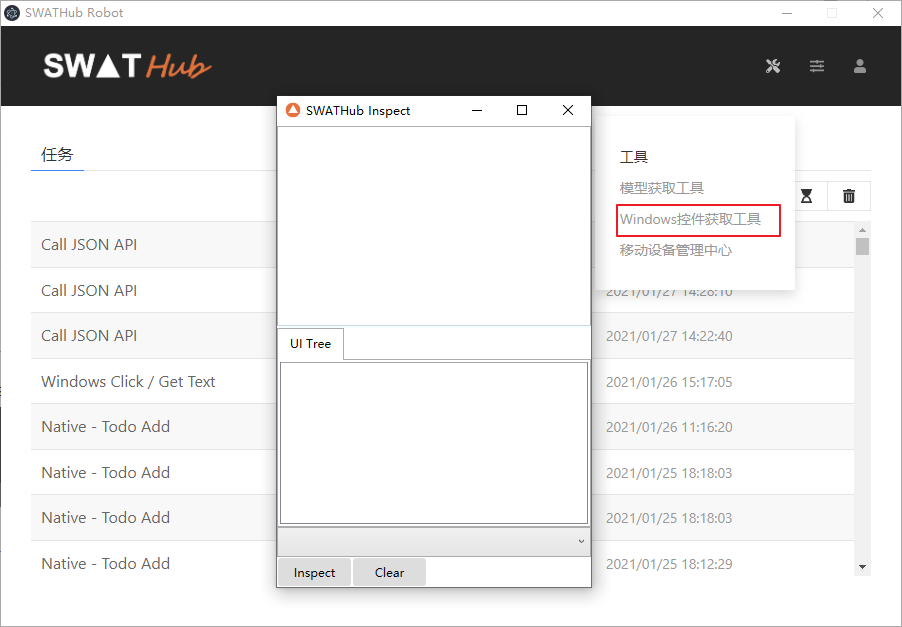 SWATHub Robot
SWAT Hub
SWATHub Inspect
任务
工具
模型获取工具
Windows控件获取工具
移动设备管理中心
Call JSON API
Call JSON API
2021/01/27 14:28:10
Call JSON API
2021/01/27 14:22:40
UI Tree
Windows Click / Get Text
2021/01/26 15:17:05
Native - Todo Add
2021/01/26 11:16:20
Native - Todo Add
2021/01/25 18:18:03
Native - Todo Add
2021/01/25 18:18:03
Native - Todo Add
2021/01/25 18:12:29
Inspect
Clear